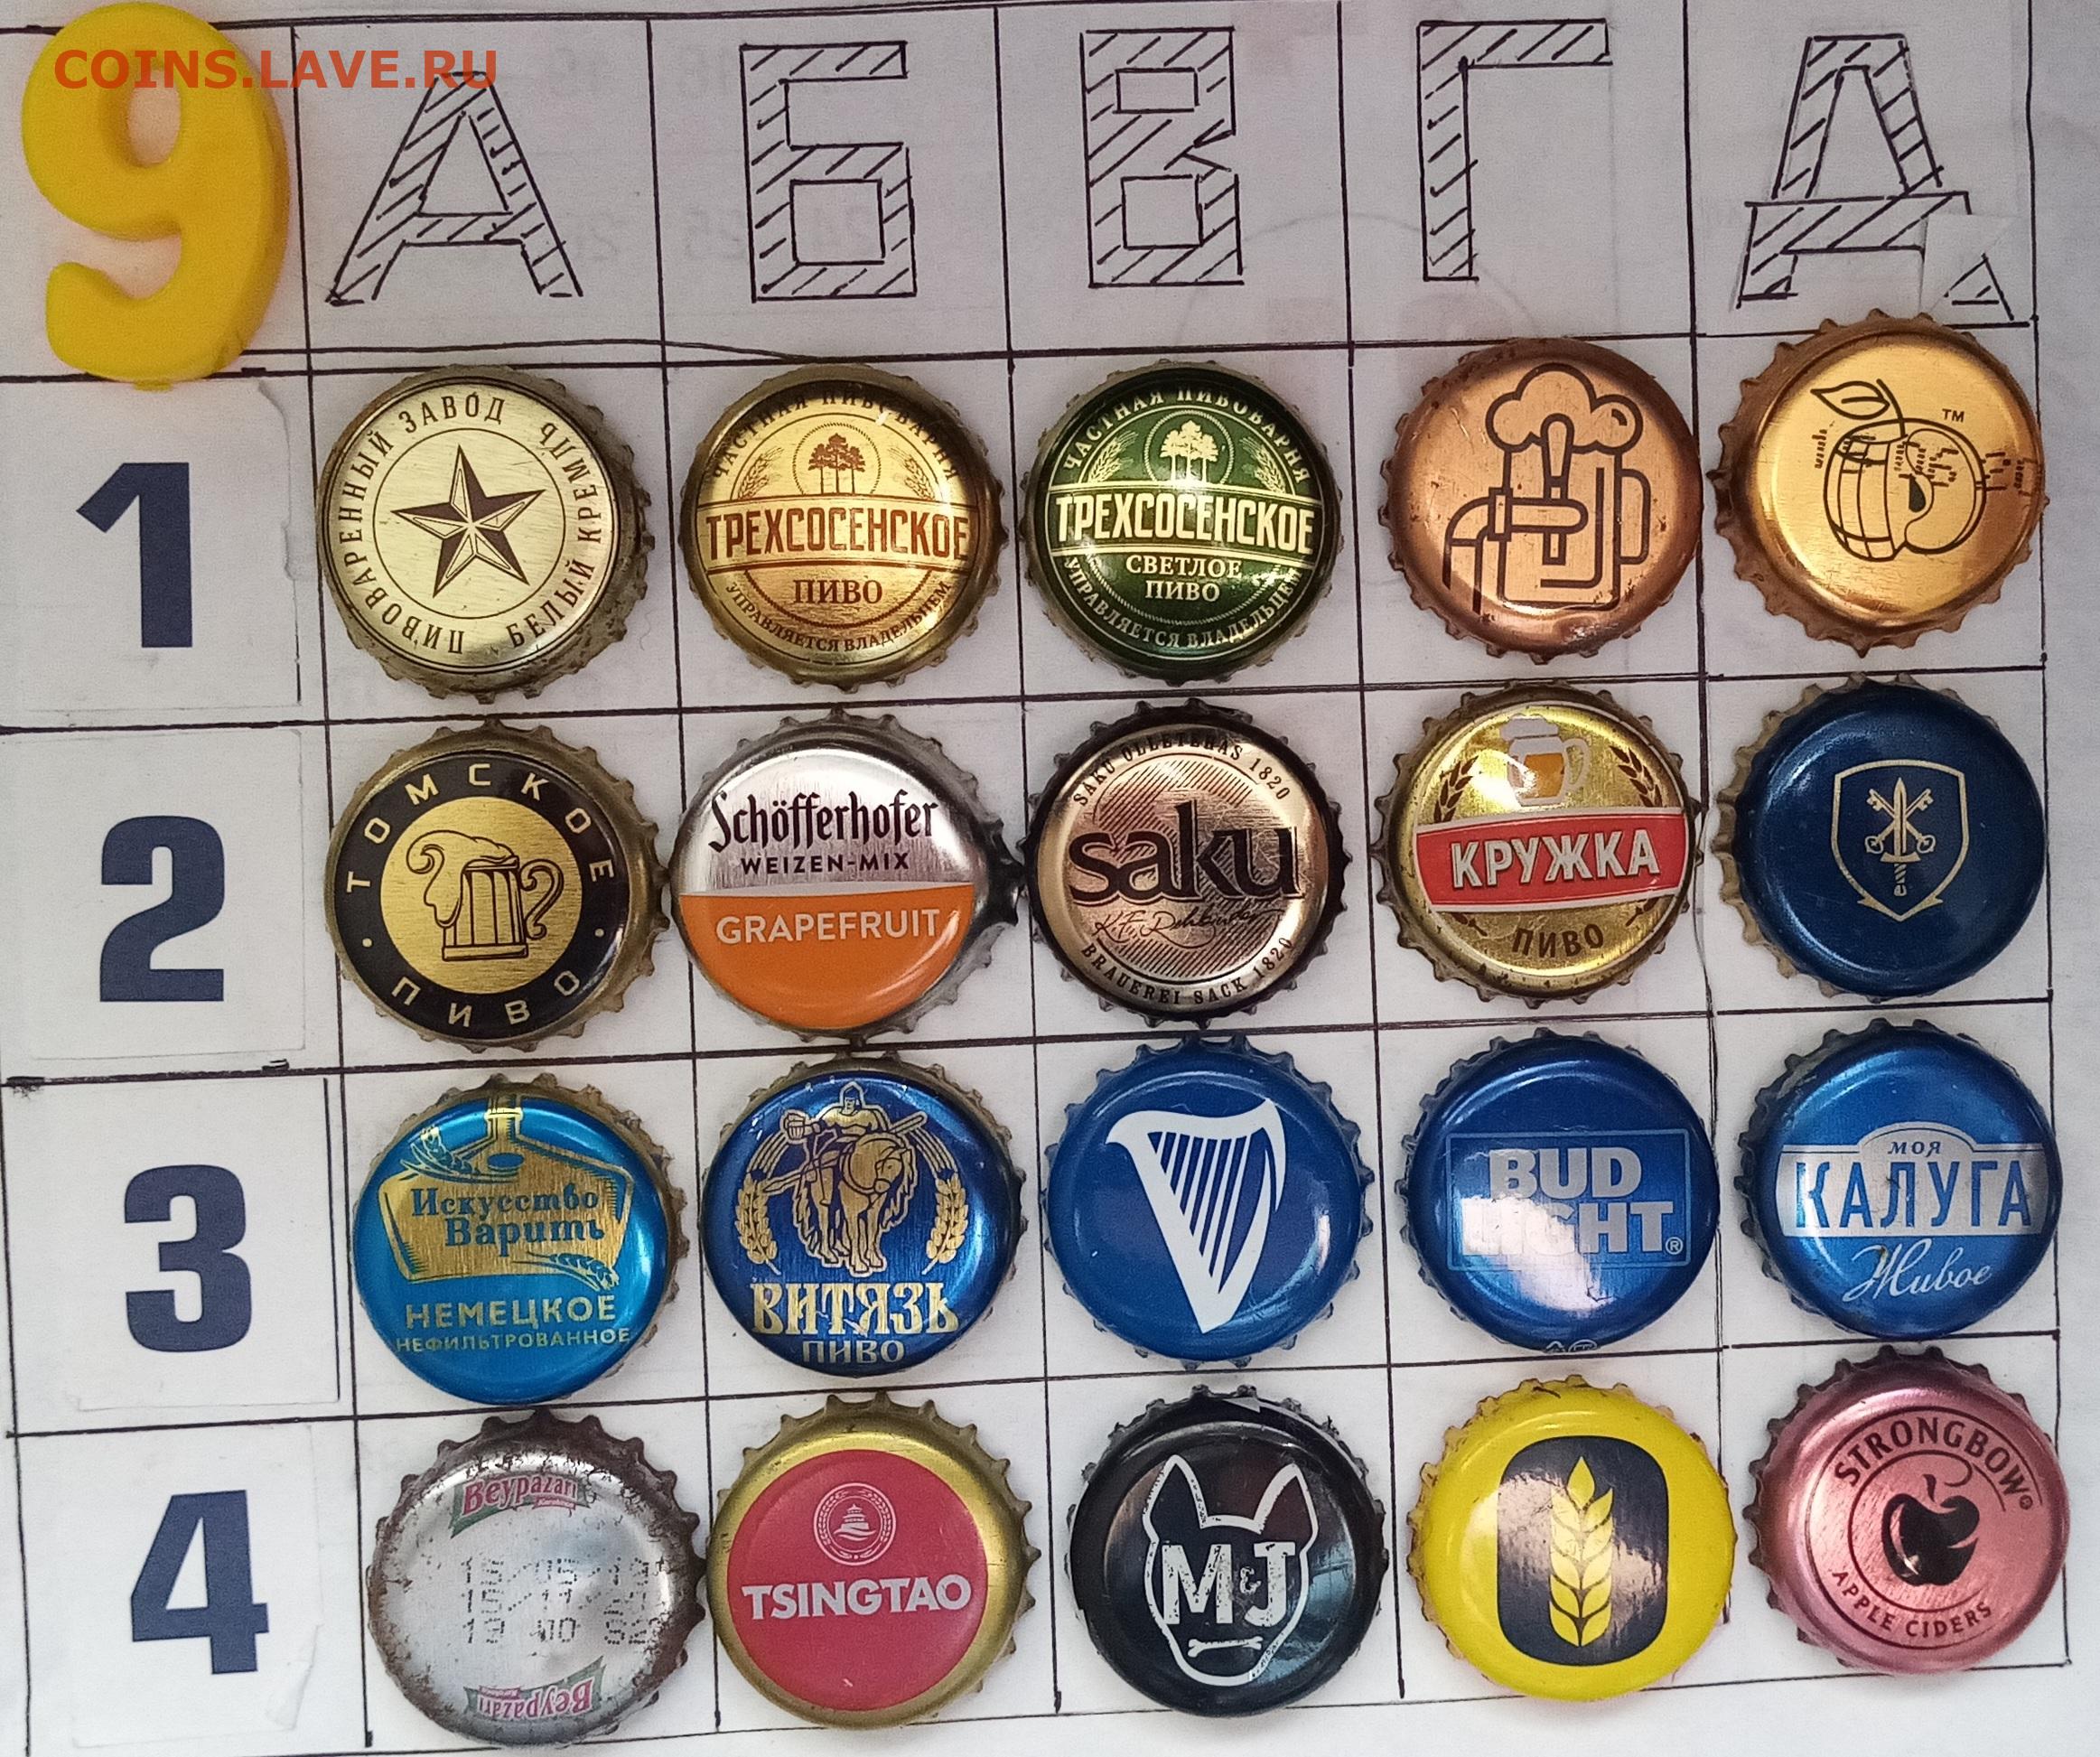 9
COINS.LAVE.RU
А Б В Г Д
1
ПИВОВАРЕННЫЙ ЗАВОД БЕЛЫЙ КРЕМЛЬ
ЧАСТНАЯ ПИВОВАРНЯ
ТРЕХСОСЕНСКОЕ
ПИВО
УПРАВЛЯЕТСЯ ВЛАДЕЛЬЦЕМ
ЧАСТНАЯ ПИВОВАРНЯ
ТРЕХСОСЕНСКОЕ
СВЕТЛОЕ
ПИВО
УПРАВЛЯЕТСЯ ВЛАДЕЛЬЦЕМ
TM
2
ТОМСКОЕ
• ПИВО •
Schöfferhofer
WEIZEN-MIX
GRAPEFRUIT
SAKU ÕLLETEHAS 1820
saku
BRAUEREI SACK 1820
КРУЖКА
ПИВО
3
Искусство
Варить
НЕМЕЦКОЕ
НЕФИЛЬТРОВАННОЕ
ВИТЯЗЬ
ПИВО
BUD
LIGHT®
МОЯ
КАЛУГА
Живое
4
Beypazarı
Beypazarı
TSINGTAO
M&J
STRONGBOW®
APPLE CIDERS